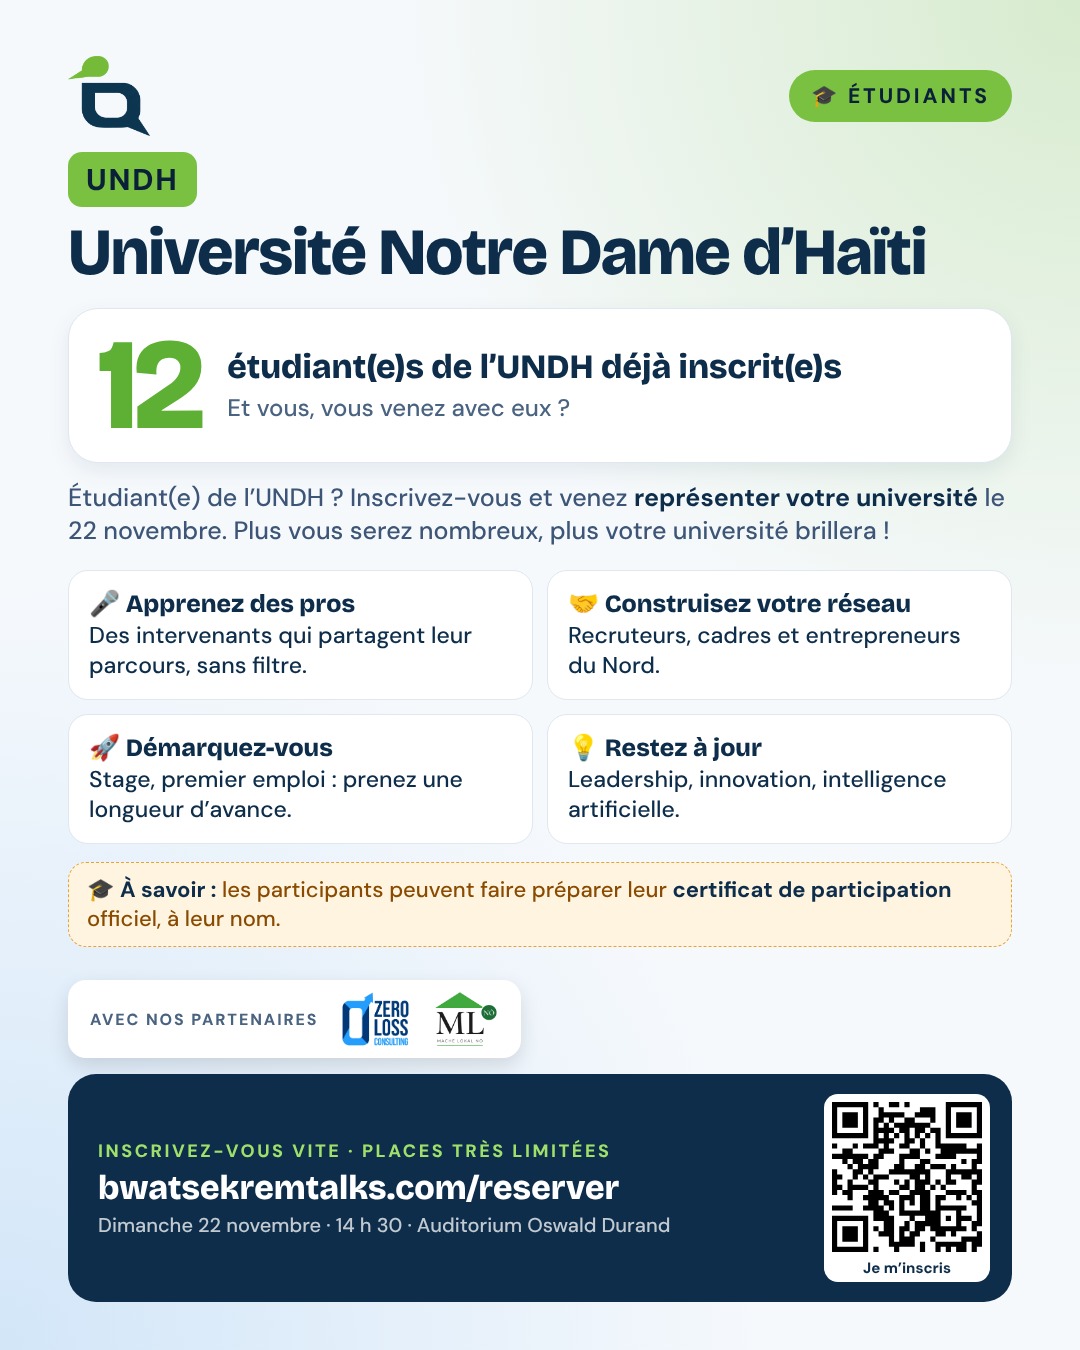 🎓 ÉTUDIANTS
UNDH
Université Notre Dame d’Haïti
12
étudiant(e)s de l’UNDH déjà inscrit(e)s
Et vous, vous venez avec eux ?
Étudiant(e) de l’UNDH ? Inscrivez-vous et venez représenter votre université le
22 novembre. Plus vous serez nombreux, plus votre université brillera !
🎤 Apprenez des pros
Des intervenants qui partagent leur
parcours, sans filtre.
🤝 Construisez votre réseau
Recruteurs, cadres et entrepreneurs
du Nord.
🚀 Démarquez-vous
Stage, premier emploi : prenez une
longueur d’avance.
💡 Restez à jour
Leadership, innovation, intelligence
artificielle.
🎓 À savoir : les participants peuvent faire préparer leur certificat de participation
officiel, à leur nom.
AVEC NOS PARTENAIRES
ZERO
LOSS
CONSULTING
ML
NÒ
MACHÉ LOKAL NÒ
INSCRIVEZ-VOUS VITE · PLACES TRÈS LIMITÉES
bwatsekremtalks.com/reserver
Dimanche 22 novembre · 14 h 30 · Auditorium Oswald Durand
Je m’inscris